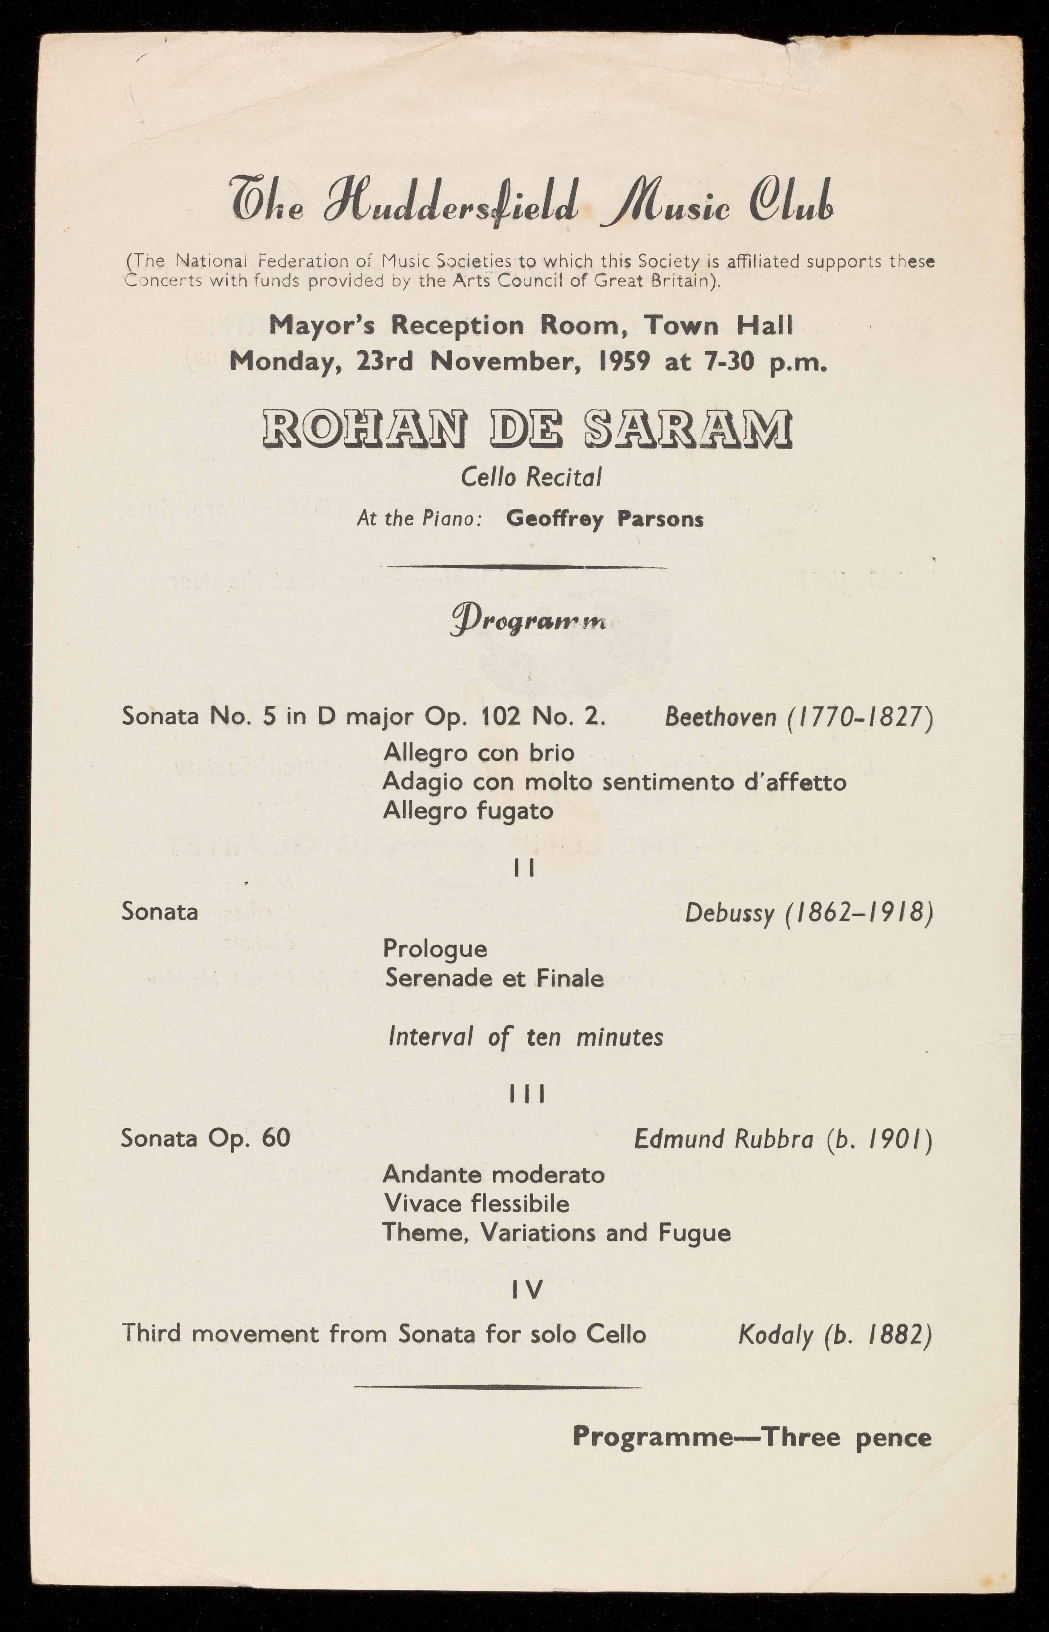 The Huddersfield Music Club
(The National Federation of Music Societies to which this Society is affiliated supports these
Concerts with funds provided by the Arts Council of Great Britain).
Mayor's Reception Room, Town Hall
Monday, 23rd November, 1959 at 7-30 p.m.
ROHAN DE SARAM
Cello Recital
At the Piano: Geoffrey Parsons
Programme
Sonata No. 5 in D major Op. 102 No. 2. Beethoven (1770-1827)
Allegro con brio
Adagio con molto sentimento d'affetto
Allegro fugato
II
Sonata Debussy (1862-1918)
Prologue
Serenade et Finale
Interval of ten minutes
III
Sonata Op. 60 Edmund Rubbra (b. 1901)
Andante moderato
Vivace flessibile
Theme, Variations and Fugue
IV
Third movement from Sonata for solo Cello Kodaly (b. 1882)
Programme—Three pence